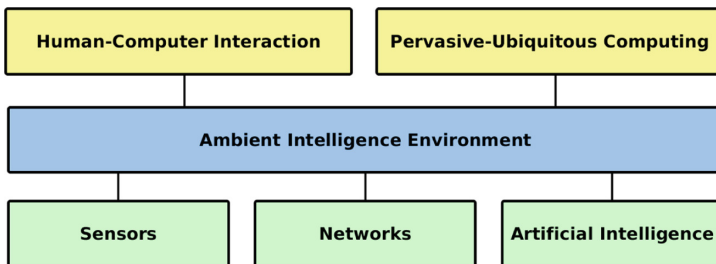 Human-Computer Interaction
Pervasive-Ubiquitous Computing
Ambient Intelligence Environment
Sensors
Networks
Artificial Intelligence